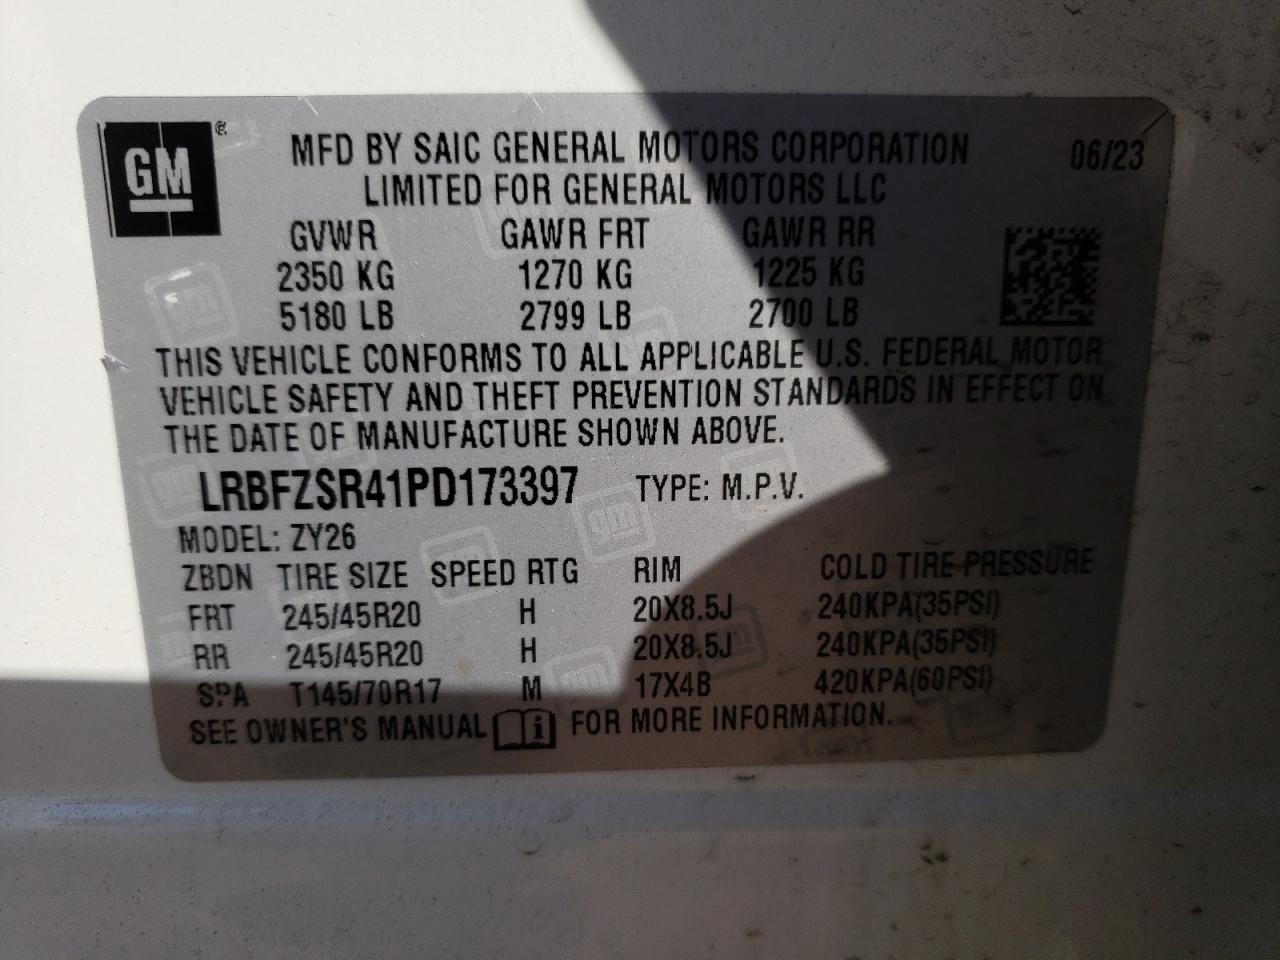 GM®
MFD BY SAIC GENERAL MOTORS CORPORATION 06/23
LIMITED FOR GENERAL MOTORS LLC
GVWR GAWR FRT GAWR RR
2350 KG 1270 KG 1225 KG
5180 LB 2799 LB 2700 LB
THIS VEHICLE CONFORMS TO ALL APPLICABLE U.S. FEDERAL MOTOR
VEHICLE SAFETY AND THEFT PREVENTION STANDARDS IN EFFECT ON
THE DATE OF MANUFACTURE SHOWN ABOVE.
LRBFZSR41PD173397 TYPE: M.P.V.
MODEL: ZY26
ZBDN TIRE SIZE SPEED RTG RIM COLD TIRE PRESSURE
FRT 245/45R20 H 20X8.5J 240KPA(35PSI)
RR 245/45R20 H 20X8.5J 240KPA(35PSI)
SPA T145/70R17 M 17X4B 420KPA(60PSI)
SEE OWNER'S MANUAL i FOR MORE INFORMATION.